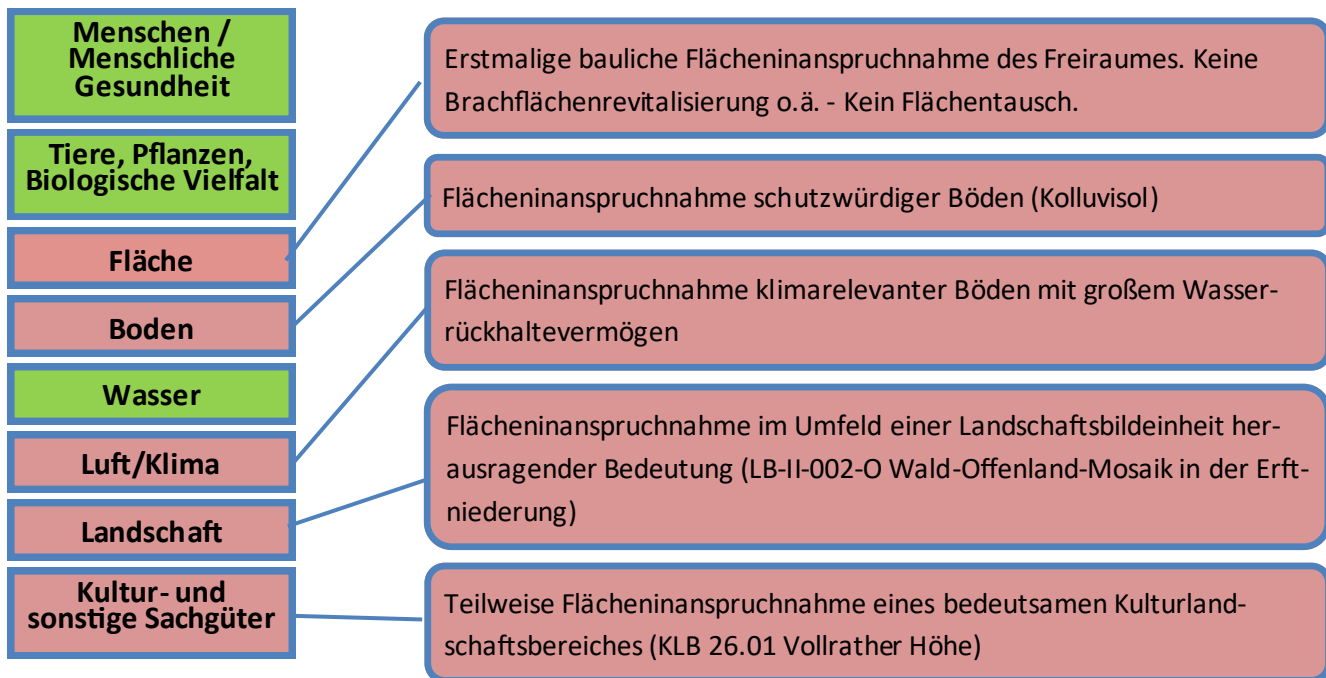 Menschen /
Menschliche
Gesundheit
Tiere, Pflanzen,
Biologische Vielfalt
Fläche
Boden
Wasser
Luft/Klima
Landschaft
Kultur- und
sonstige Sachgüter
Erstmalige bauliche Flächeninanspruchnahme des Freiraumes. Keine
Brachflächenrevitalisierung o.ä. - Kein Flächentausch.
Flächeninanspruchnahme schutzwürdiger Böden (Kolluvisol)
Flächeninanspruchnahme klimarelevanter Böden mit großem Wasser-
rückhaltevermögen
Flächeninanspruchnahme im Umfeld einer Landschaftsbildeinheit her-
ausragender Bedeutung (LB-II-002-O Wald-Offenland-Mosaik in der Erft-
niederung)
Teilweise Flächeninanspruchnahme eines bedeutsamen Kulturland-
schaftsbereiches (KLB 26.01 Vollrather Höhe)